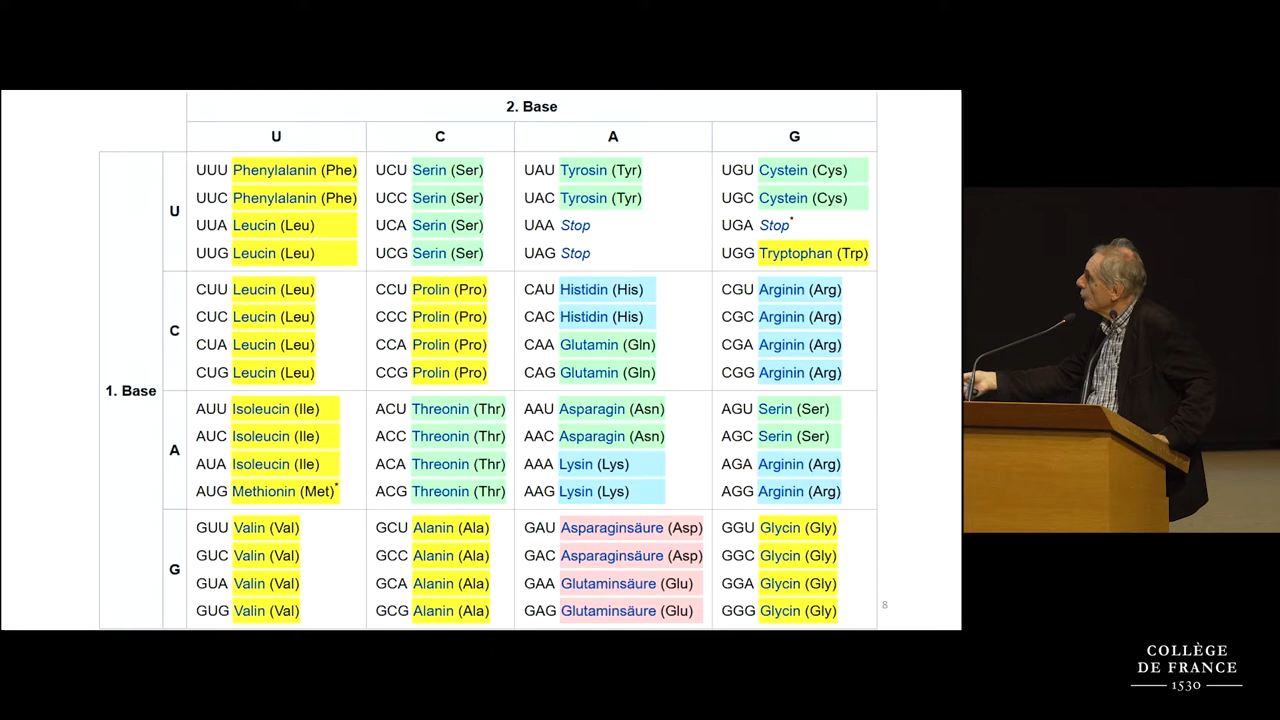 2. Base
U C A G
1. Base
U
UUU Phenylalanin (Phe) UCU Serin (Ser) UAU Tyrosin (Tyr) UGU Cystein (Cys)
UUC Phenylalanin (Phe) UCC Serin (Ser) UAC Tyrosin (Tyr) UGC Cystein (Cys)
UUA Leucin (Leu) UCA Serin (Ser) UAA Stop UGA Stop*
UUG Leucin (Leu) UCG Serin (Ser) UAG Stop UGG Tryptophan (Trp)
C
CUU Leucin (Leu) CCU Prolin (Pro) CAU Histidin (His) CGU Arginin (Arg)
CUC Leucin (Leu) CCC Prolin (Pro) CAC Histidin (His) CGC Arginin (Arg)
CUA Leucin (Leu) CCA Prolin (Pro) CAA Glutamin (Gln) CGA Arginin (Arg)
CUG Leucin (Leu) CCG Prolin (Pro) CAG Glutamin (Gln) CGG Arginin (Arg)
A
AUU Isoleucin (Ile) ACU Threonin (Thr) AAU Asparagin (Asn) AGU Serin (Ser)
AUC Isoleucin (Ile) ACC Threonin (Thr) AAC Asparagin (Asn) AGC Serin (Ser)
AUA Isoleucin (Ile) ACA Threonin (Thr) AAA Lysin (Lys) AGA Arginin (Arg)
AUG Methionin (Met)* ACG Threonin (Thr) AAG Lysin (Lys) AGG Arginin (Arg)
G
GUU Valin (Val) GCU Alanin (Ala) GAU Asparaginsäure (Asp) GGU Glycin (Gly)
GUC Valin (Val) GCC Alanin (Ala) GAC Asparaginsäure (Asp) GGC Glycin (Gly)
GUA Valin (Val) GCA Alanin (Ala) GAA Glutaminsäure (Glu) GGA Glycin (Gly)
GUG Valin (Val) GCG Alanin (Ala) GAG Glutaminsäure (Glu) GGG Glycin (Gly)
8
COLLÈGE
DE FRANCE
1530